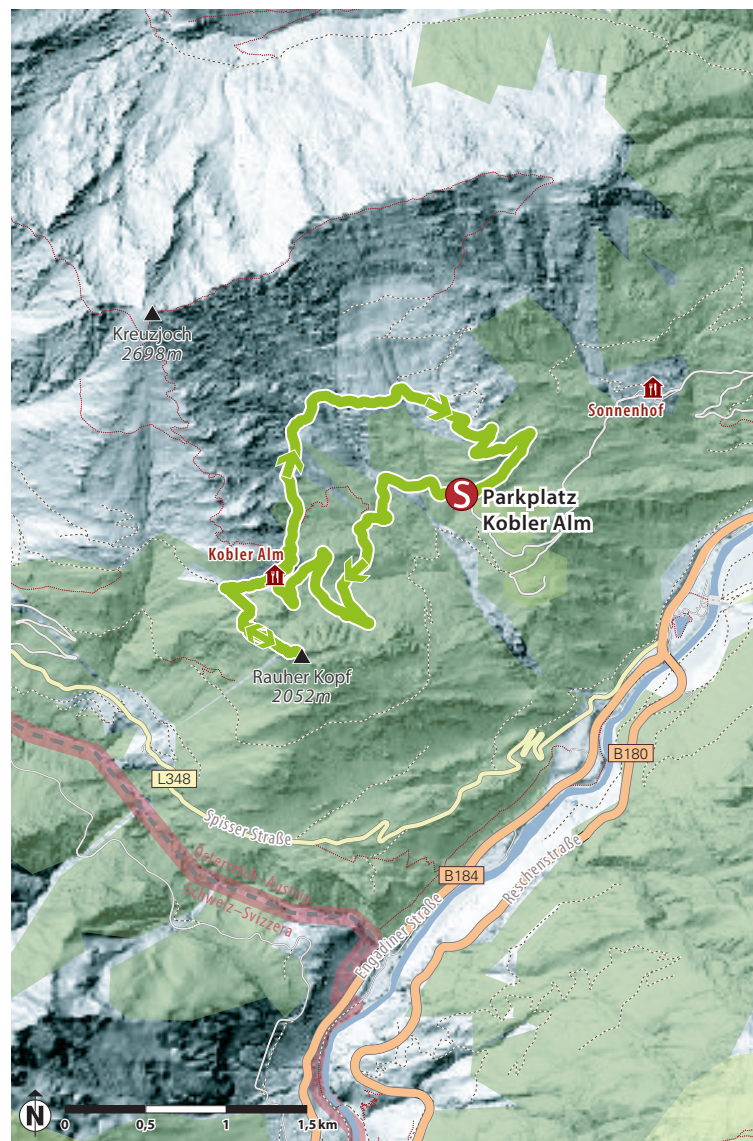 Kreuzjoch
2698m
Sonnenhof
S
Parkplatz
Kobler Alm
Kobler Alm
Rauher Kopf
2052m
B180
L348
Spisser Straße
Reschenstraße
B184
Österreich–Austria
Schweiz–Svizzera
Engadiner Straße
N
0 0,5 1 1,5 km